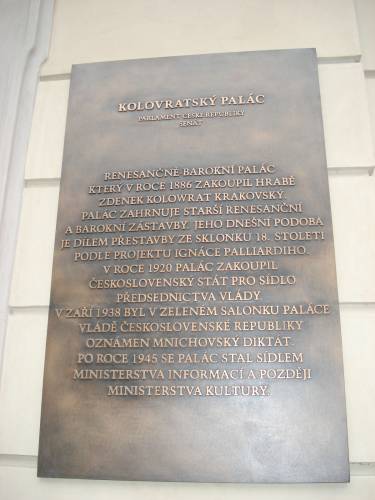 KOLOVRATSKÝ PALÁC
PARLAMENT ČESKÉ REPUBLIKY
SENÁT
RENESANČNĚ BAROKNÍ PALÁC
KTERÝ V ROCE 1886 ZAKOUPIL HRABĚ
ZDENEK KOLOWRAT KRAKOVSKÝ.
PALÁC ZAHRNUJE STARŠÍ RENESANČNÍ
A BAROKNÍ ZÁSTAVBY. JEHO DNEŠNÍ PODOBA
JE DÍLEM PŘESTAVBY ZE SKLONKU 18. STOLETÍ
PODLE PROJEKTU IGNÁCE PALLIARDIHO.
V ROCE 1920 PALÁC ZAKOUPIL
ČESKOSLOVENSKÝ STÁT PRO SÍDLO
PŘEDSEDNICTVA VLÁDY.
V ZÁŘÍ 1938 BYL V ZELENÉM SALONKU PALÁCE
VLÁDĚ ČESKOSLOVENSKÉ REPUBLIKY
OZNÁMEN MNICHOVSKÝ DIKTÁT.
PO ROCE 1945 SE PALÁC STAL SÍDLEM
MINISTERSTVA INFORMACÍ A POZDĚJI
MINISTERSTVA KULTURY.